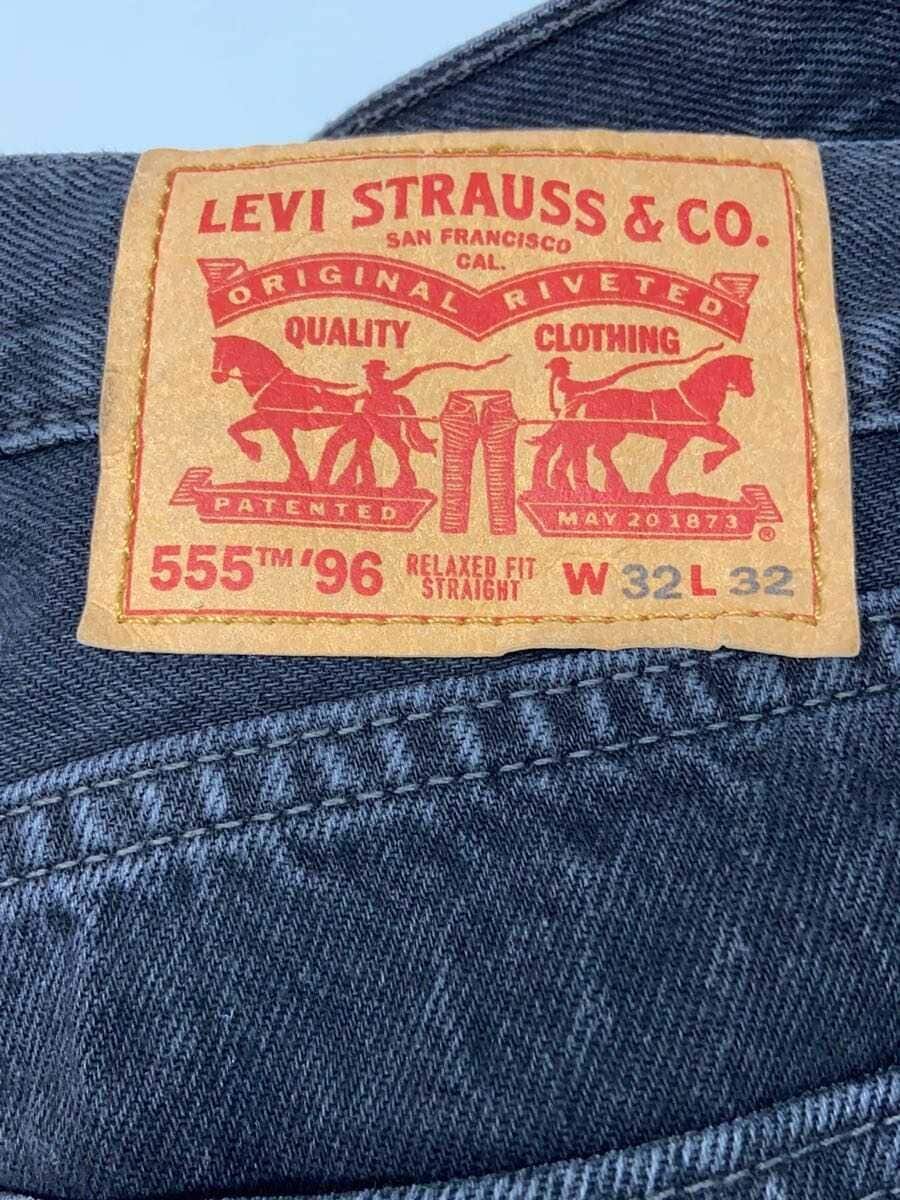 LEVI STRAUSS & CO.
SAN FRANCISCO
CAL.
ORIGINAL RIVETED
QUALITY CLOTHING
PATENTED MAY 20 1873 ®
555™ '96 RELAXED FIT STRAIGHT W 32 L 32